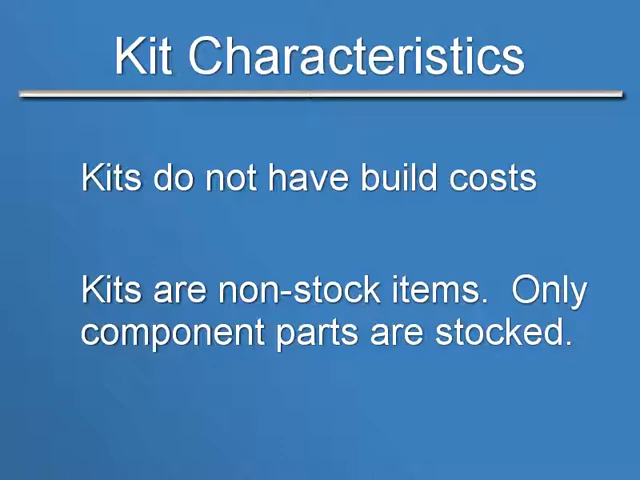 Kit Characteristics
Kits do not have build costs
Kits are non-stock items.  Only
component parts are stocked.